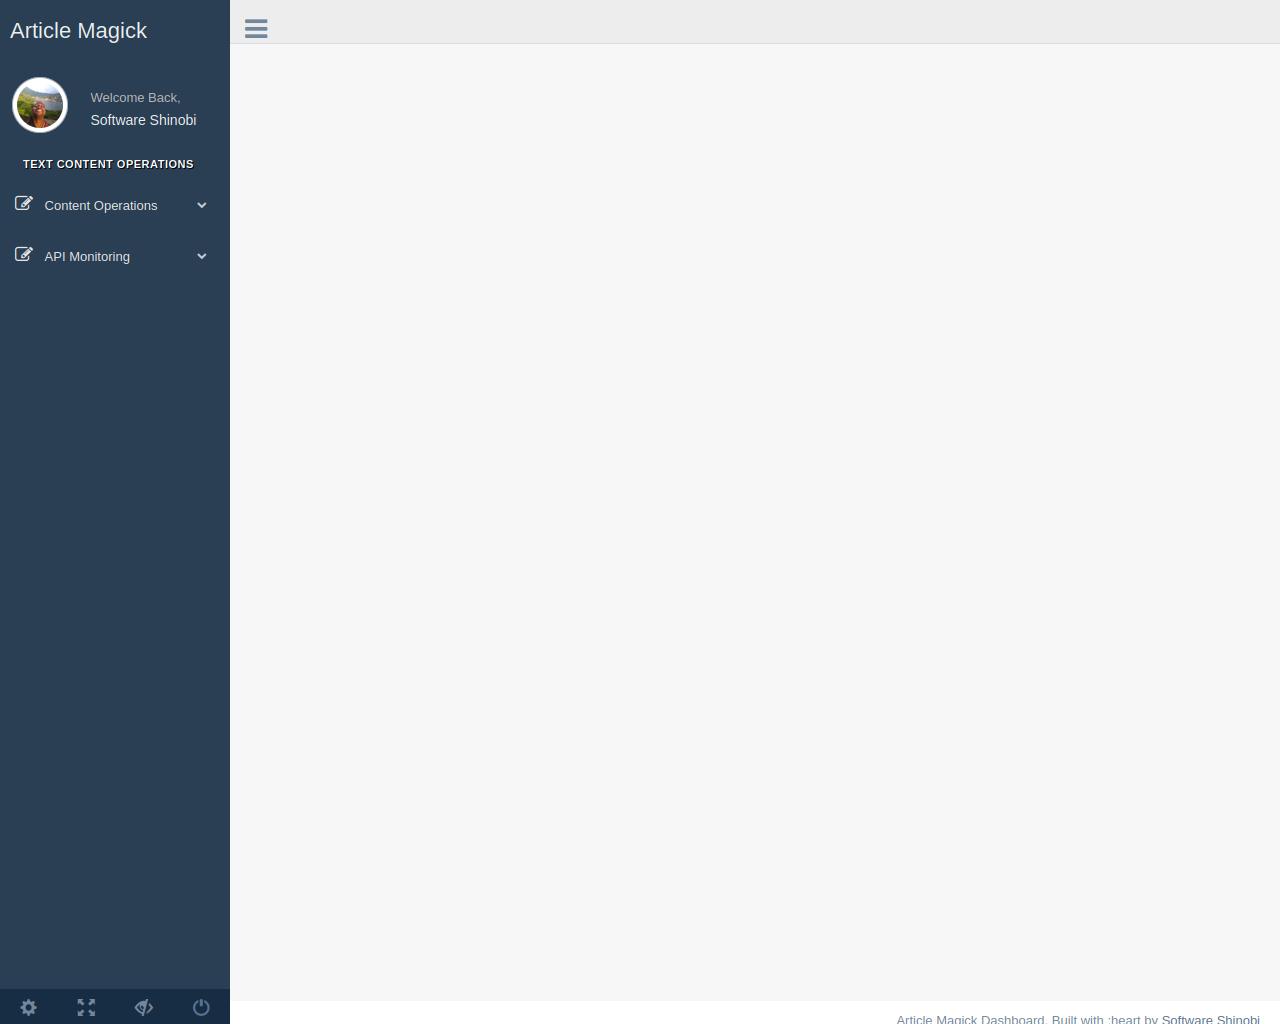 Article Magick
Welcome Back,
Software Shinobi
TEXT CONTENT OPERATIONS
Content Operations
API Monitoring
Article Magick Dashboard. Built with :heart by Software Shinobi